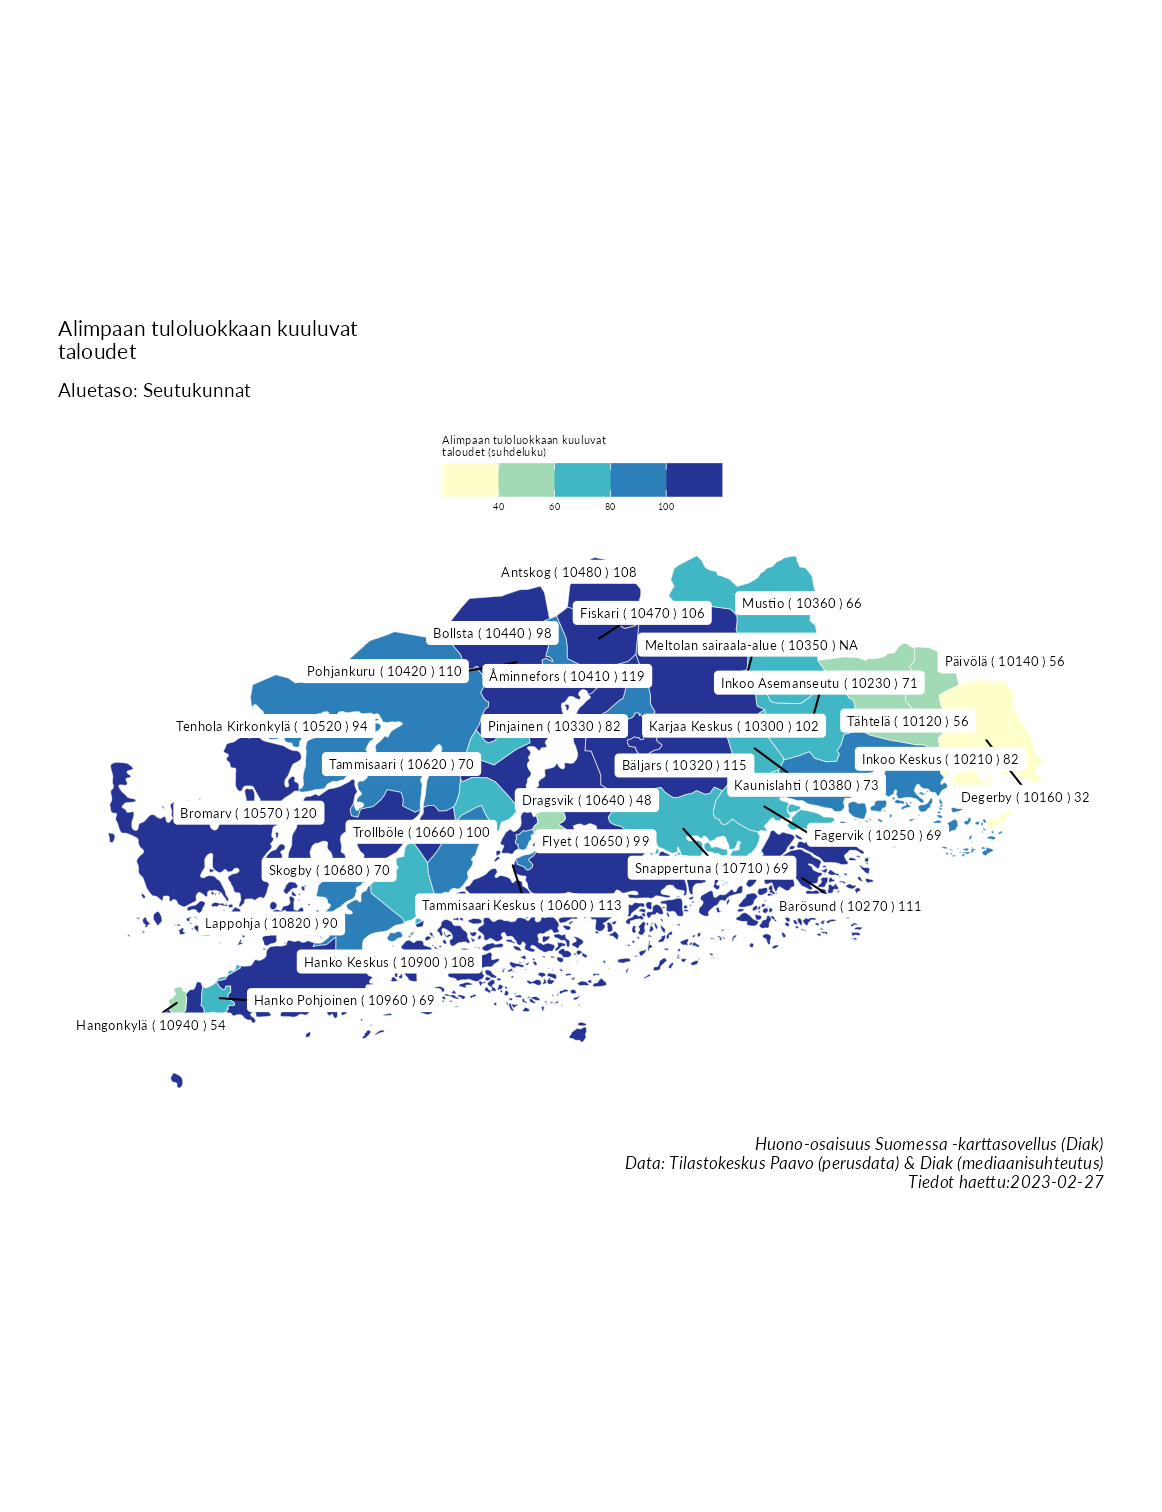 Alimpaan tuloluokkaan kuuluvat
taloudet
Aluetaso: Seutukunnat
Alimpaan tuloluokkaan kuuluvat
taloudet (suhdeluku)
40 60 80 100
Antskog ( 10480 ) 108
Mustio ( 10360 ) 66
Fiskari ( 10470 ) 106
Bollsta ( 10440 ) 98
Meltolan sairaala-alue ( 10350 ) NA
Päivölä ( 10140 ) 56
Pohjankuru ( 10420 ) 110
Åminnefors ( 10410 ) 119
Inkoo Asemanseutu ( 10230 ) 71
Tähtelä ( 10120 ) 56
Tenhola Kirkonkylä ( 10520 ) 94
Pinjainen ( 10330 ) 82
Karjaa Keskus ( 10300 ) 102
Inkoo Keskus ( 10210 ) 82
Tammisaari ( 10620 ) 70
Bäljars ( 10320 ) 115
Kaunislahti ( 10380 ) 73
Degerby ( 10160 ) 32
Dragsvik ( 10640 ) 48
Bromarv ( 10570 ) 120
Trollböle ( 10660 ) 100
Fagervik ( 10250 ) 69
Flyet ( 10650 ) 99
Skogby ( 10680 ) 70
Snappertuna ( 10710 ) 69
Tammisaari Keskus ( 10600 ) 113
Barösund ( 10270 ) 111
Lappohja ( 10820 ) 90
Hanko Keskus ( 10900 ) 108
Hanko Pohjoinen ( 10960 ) 69
Hangonkylä ( 10940 ) 54
Huono-osaisuus Suomessa -karttasovellus (Diak)
Data: Tilastokeskus Paavo (perusdata) & Diak (mediaanisuhteutus)
Tiedot haettu:2023-02-27